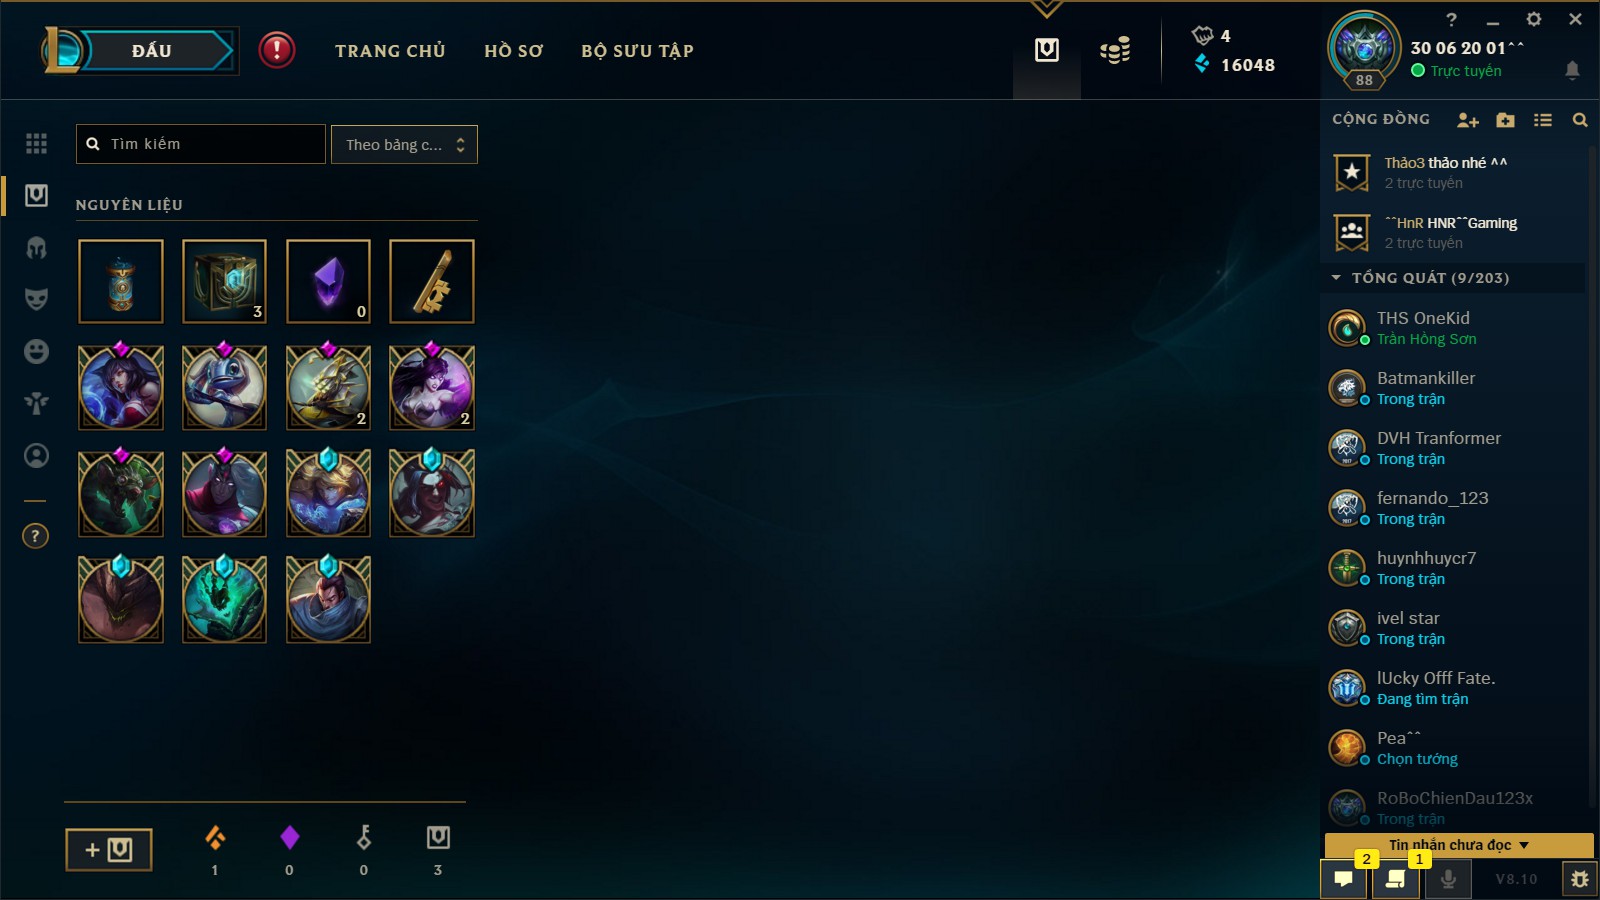 ĐẤU
TRANG CHỦ
HỒ SƠ
BỘ SƯU TẬP
4
16048
88
30 06 20 01^^
Trực tuyến
Tìm kiếm
Theo bảng c...
NGUYÊN LIỆU
3
0
2
2
1
0
0
3
CỘNG ĐỒNG
Thảo3 thảo nhé ^^
2 trực tuyến
^^HnR HNR^^Gaming
2 trực tuyến
TỔNG QUÁT (9/203)
THS OneKid
Trần Hồng Sơn
Batmankiller
Trong trận
DVH Tranformer
Trong trận
fernando_123
Trong trận
huynhhuycr7
Trong trận
ivel star
Trong trận
lUcky Offf Fate.
Đang tìm trận
Pea^^
Chọn tướng
RoBoChienDau123x
Trong trận
Tin nhắn chưa đọc
2
1
V8.10